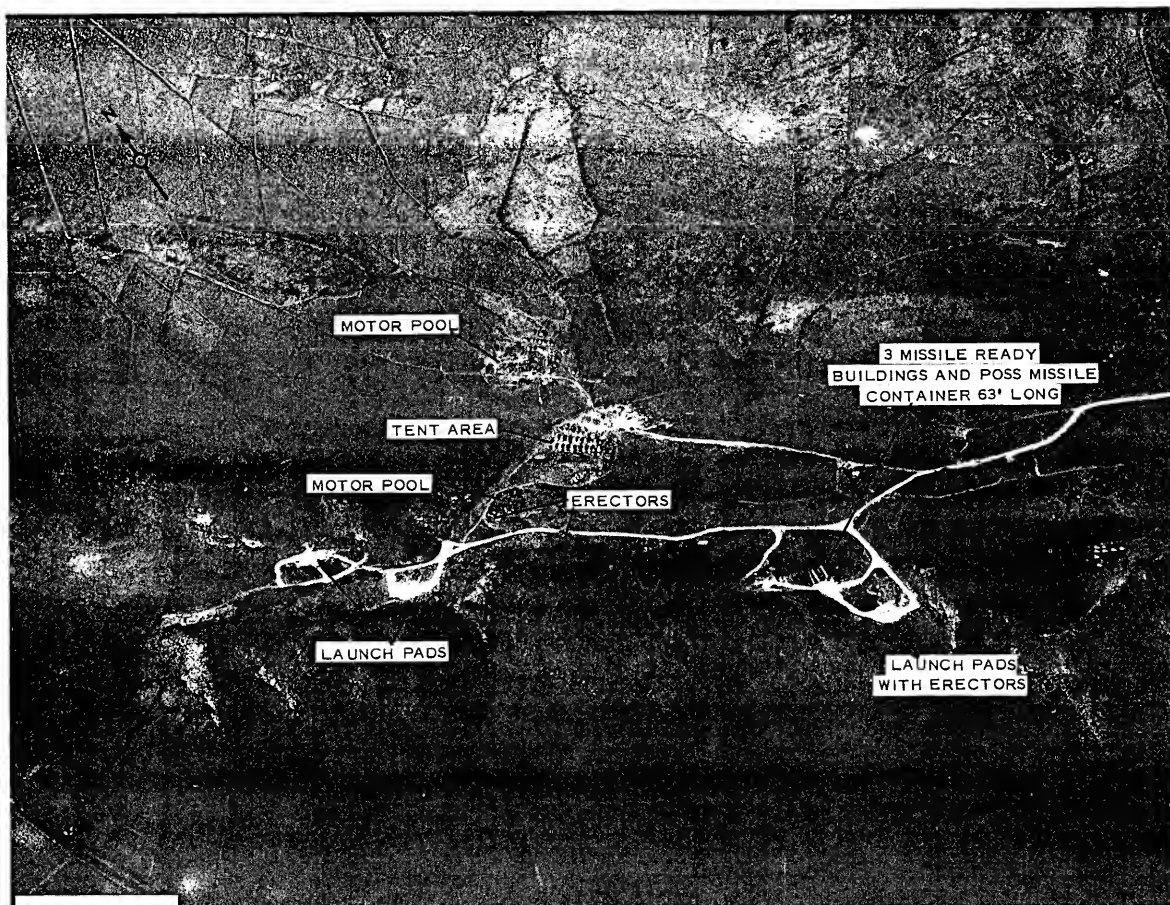 N
MOTOR POOL
3 MISSILE READY
BUILDINGS AND POSS MISSILE
CONTAINER 63' LONG
TENT AREA
MOTOR POOL
ERECTORS
LAUNCH PADS
LAUNCH PADS
WITH ERECTORS